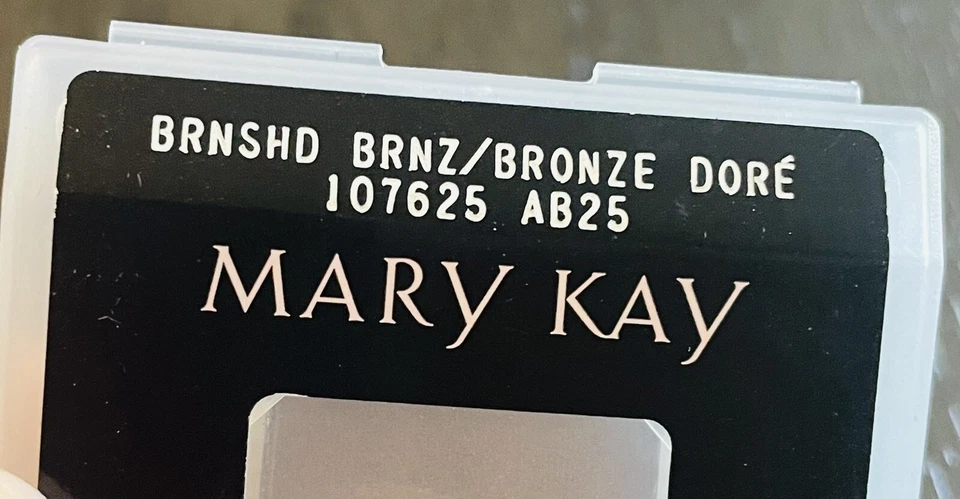 BRNSHD BRNZ/BRONZE DORÉ
107625 AB25
MARY KAY